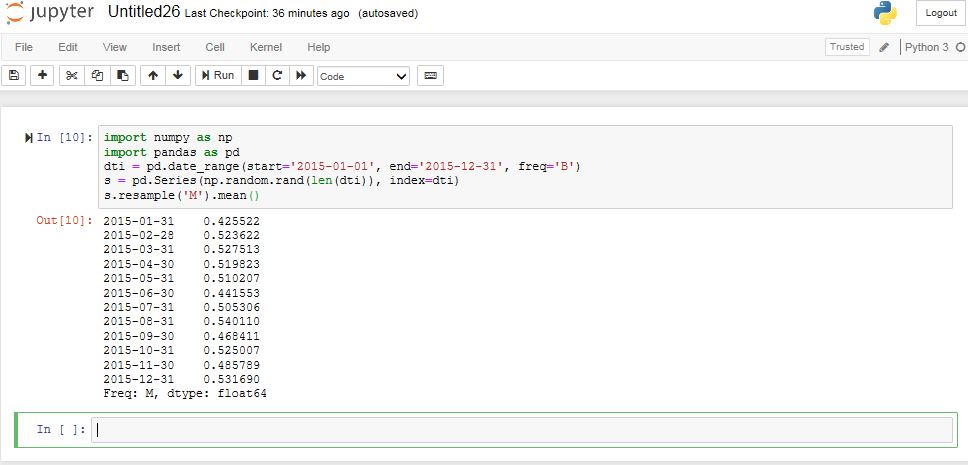 jupyter Untitled26 Last Checkpoint: 36 minutes ago (autosaved)
Logout
File Edit View Insert Cell Kernel Help
Trusted Python 3
Run Code
In [10]: import numpy as np
import pandas as pd
dti = pd.date_range(start='2015-01-01', end='2015-12-31', freq='B')
s = pd.Series(np.random.rand(len(dti)), index=dti)
s.resample('M').mean()
Out[10]: 2015-01-31    0.425522
2015-02-28    0.523622
2015-03-31    0.527513
2015-04-30    0.519823
2015-05-31    0.510207
2015-06-30    0.441553
2015-07-31    0.505306
2015-08-31    0.540110
2015-09-30    0.468411
2015-10-31    0.525007
2015-11-30    0.485789
2015-12-31    0.531690
Freq: M, dtype: float64
In [ ]: